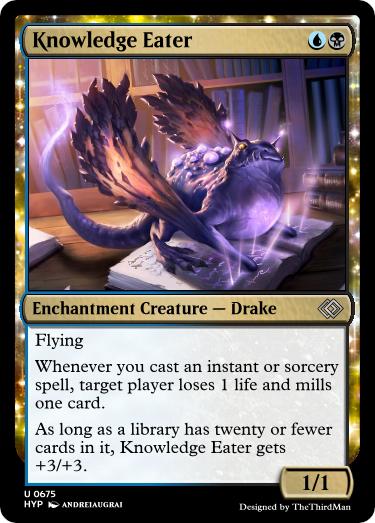 Knowledge Eater
Enchantment Creature — Drake
Flying
Whenever you cast an instant or sorcery
spell, target player loses 1 life and mills
one card.
As long as a library has twenty or fewer
cards in it, Knowledge Eater gets
+3/+3.
1/1
U 0675
HYP ANDREIAUGRAI
Designed by TheThirdMan